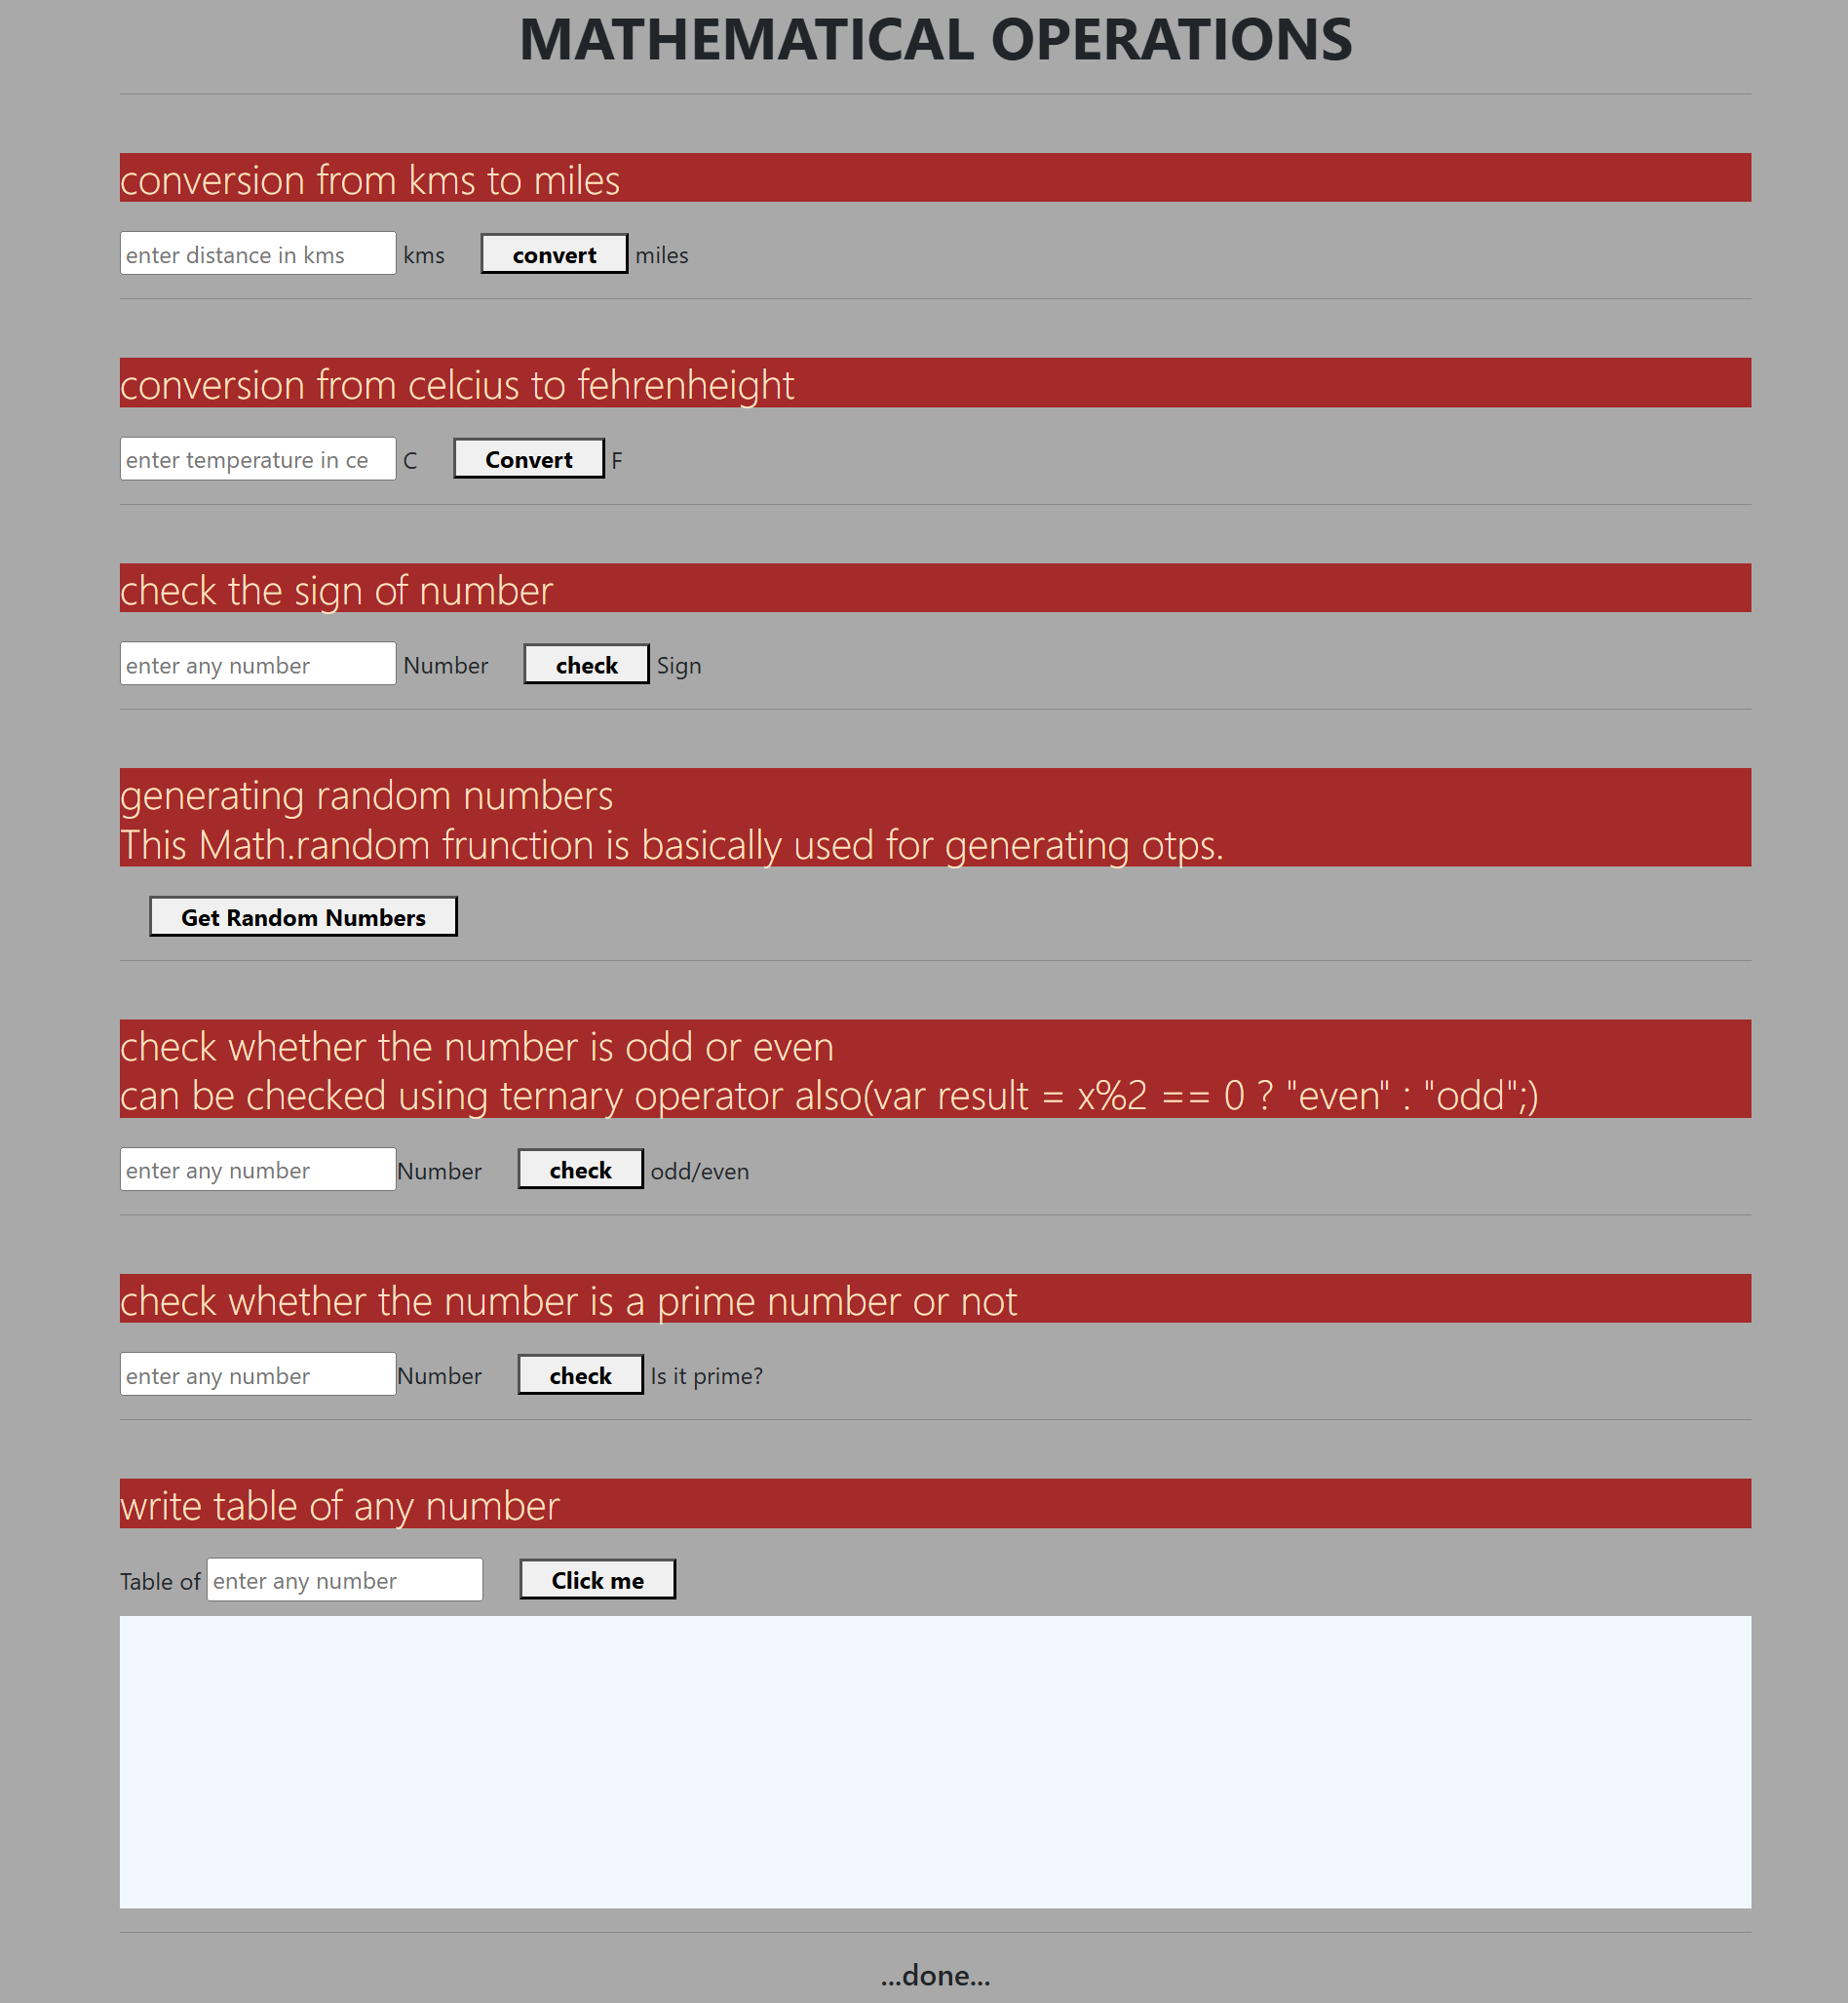 MATHEMATICAL OPERATIONS
conversion from kms to miles
enter distance in kms kms convert miles
conversion from celcius to fehrenheight
enter temperature in ce C Convert F
check the sign of number
enter any number Number check Sign
generating random numbers
This Math.random frunction is basically used for generating otps.
Get Random Numbers
check whether the number is odd or even
can be checked using ternary operator also(var result = x%2 == 0 ? "even" : "odd";)
enter any number Number check odd/even
check whether the number is a prime number or not
enter any number Number check Is it prime?
write table of any number
Table of enter any number Click me
...done...